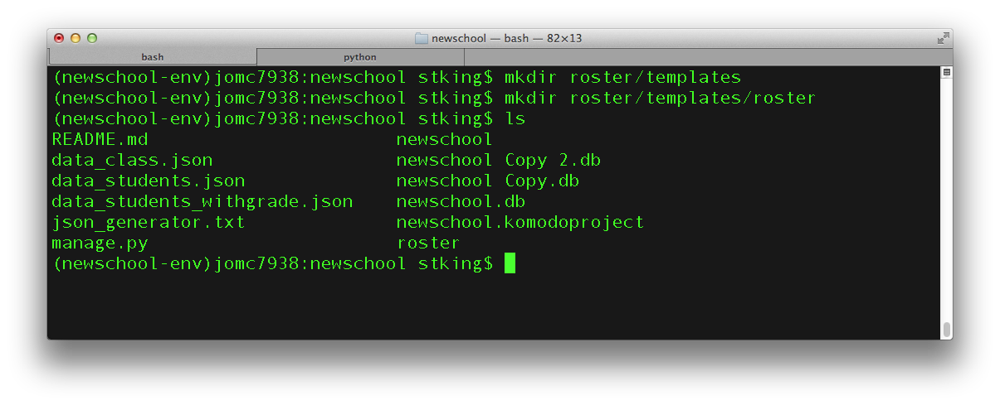 newschool — bash — 82×13
bash python
(newschool-env)jomc7938:newschool stking$ mkdir roster/templates
(newschool-env)jomc7938:newschool stking$ mkdir roster/templates/roster
(newschool-env)jomc7938:newschool stking$ ls
README.md newschool
data_class.json newschool Copy 2.db
data_students.json newschool Copy.db
data_students_withgrade.json newschool.db
json_generator.txt newschool.komodoproject
manage.py roster
(newschool-env)jomc7938:newschool stking$